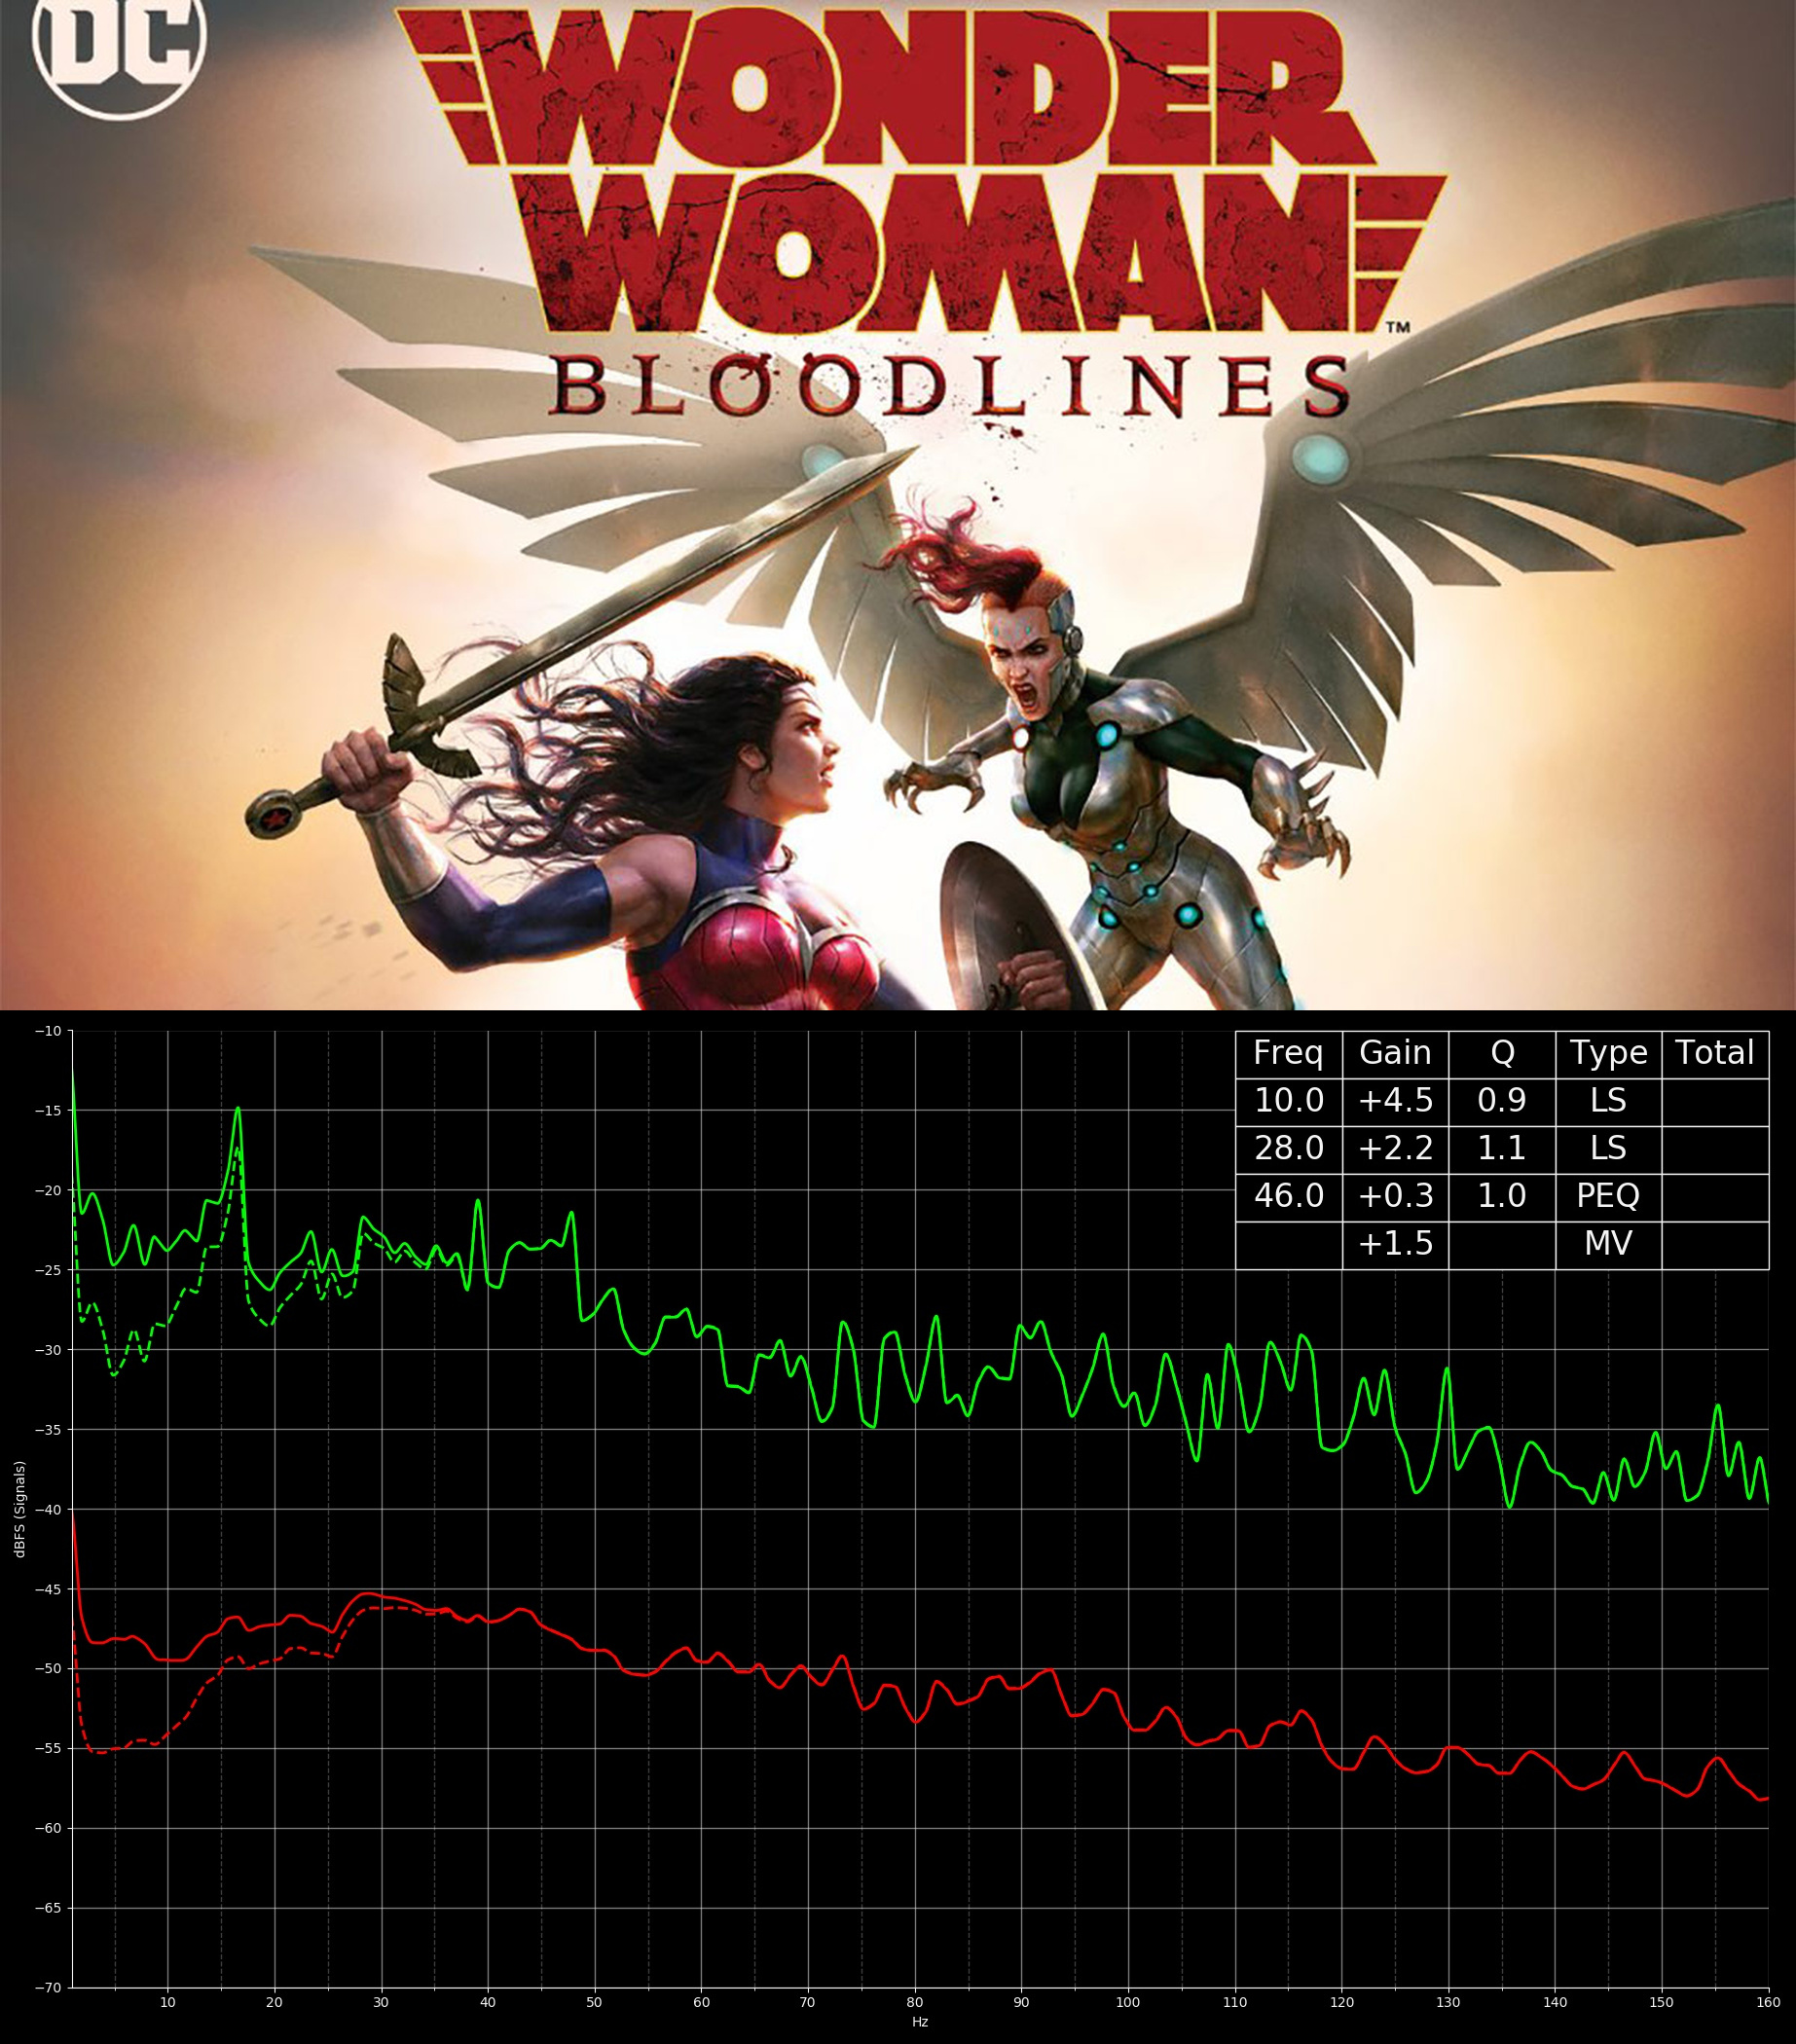 DC
WONDER
WOMAN
™
BLOODLINES
Freq Gain Q Type Total
10.0 +4.5 0.9 LS
28.0 +2.2 1.1 LS
46.0 +0.3 1.0 PEQ
+1.5 MV
−10
−15
−20
−25
−30
−35
−40
−45
−50
−55
−60
−65
−70
dBFS (Signals)
10 20 30 40 50 60 70 80 90 100 110 120 130 140 150 160
Hz